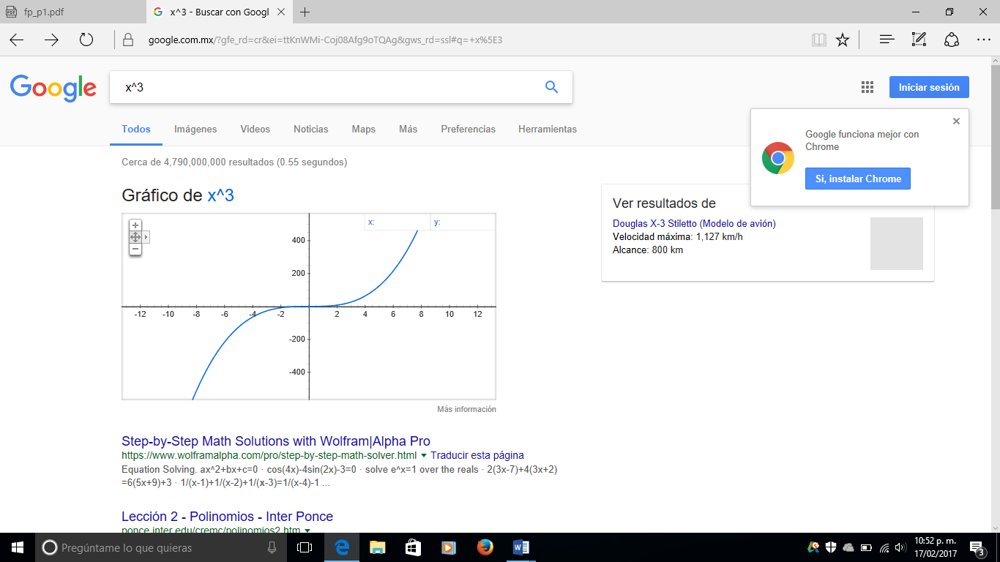 fp_p1.pdf
x^3 - Buscar con Googl
google.com.mx/?gfe_rd=cr&ei=ttKnWMi-Coj08Afg9oTQAg&gws_rd=ssl#q=+x%5E3
Google
x^3
Iniciar sesión
Todos Imágenes Videos Noticias Maps Más Preferencias Herramientas
Google funciona mejor con
Chrome
Sí, instalar Chrome
Cerca de 4,790,000,000 resultados (0.55 segundos)
Gráfico de x^3
x: y:
400
200
-12 -10 -8 -6 -4 -2 2 4 6 8 10 12
-200
-400
Más información
Ver resultados de
Douglas X-3 Stiletto (Modelo de avión)
Velocidad máxima: 1,127 km/h
Alcance: 800 km
Step-by-Step Math Solutions with Wolfram|Alpha Pro
https://www.wolframalpha.com/pro/step-by-step-math-solver.html Traducir esta página
Equation Solving. ax^2+bx+c=0 · cos(4x)-4sin(2x)-3=0 · solve e^x=1 over the reals · 2(3x-7)+4(3x+2)
=6(5x+9)+3 · 1/(x-1)+1/(x-2)+1/(x-3)=1/(x-4)-1 ...
Lección 2 - Polinomios - Inter Ponce
ponce.inter.edu/cremc/polinomios2.htm
Pregúntame lo que quieras
10:52 p. m.
17/02/2017
3